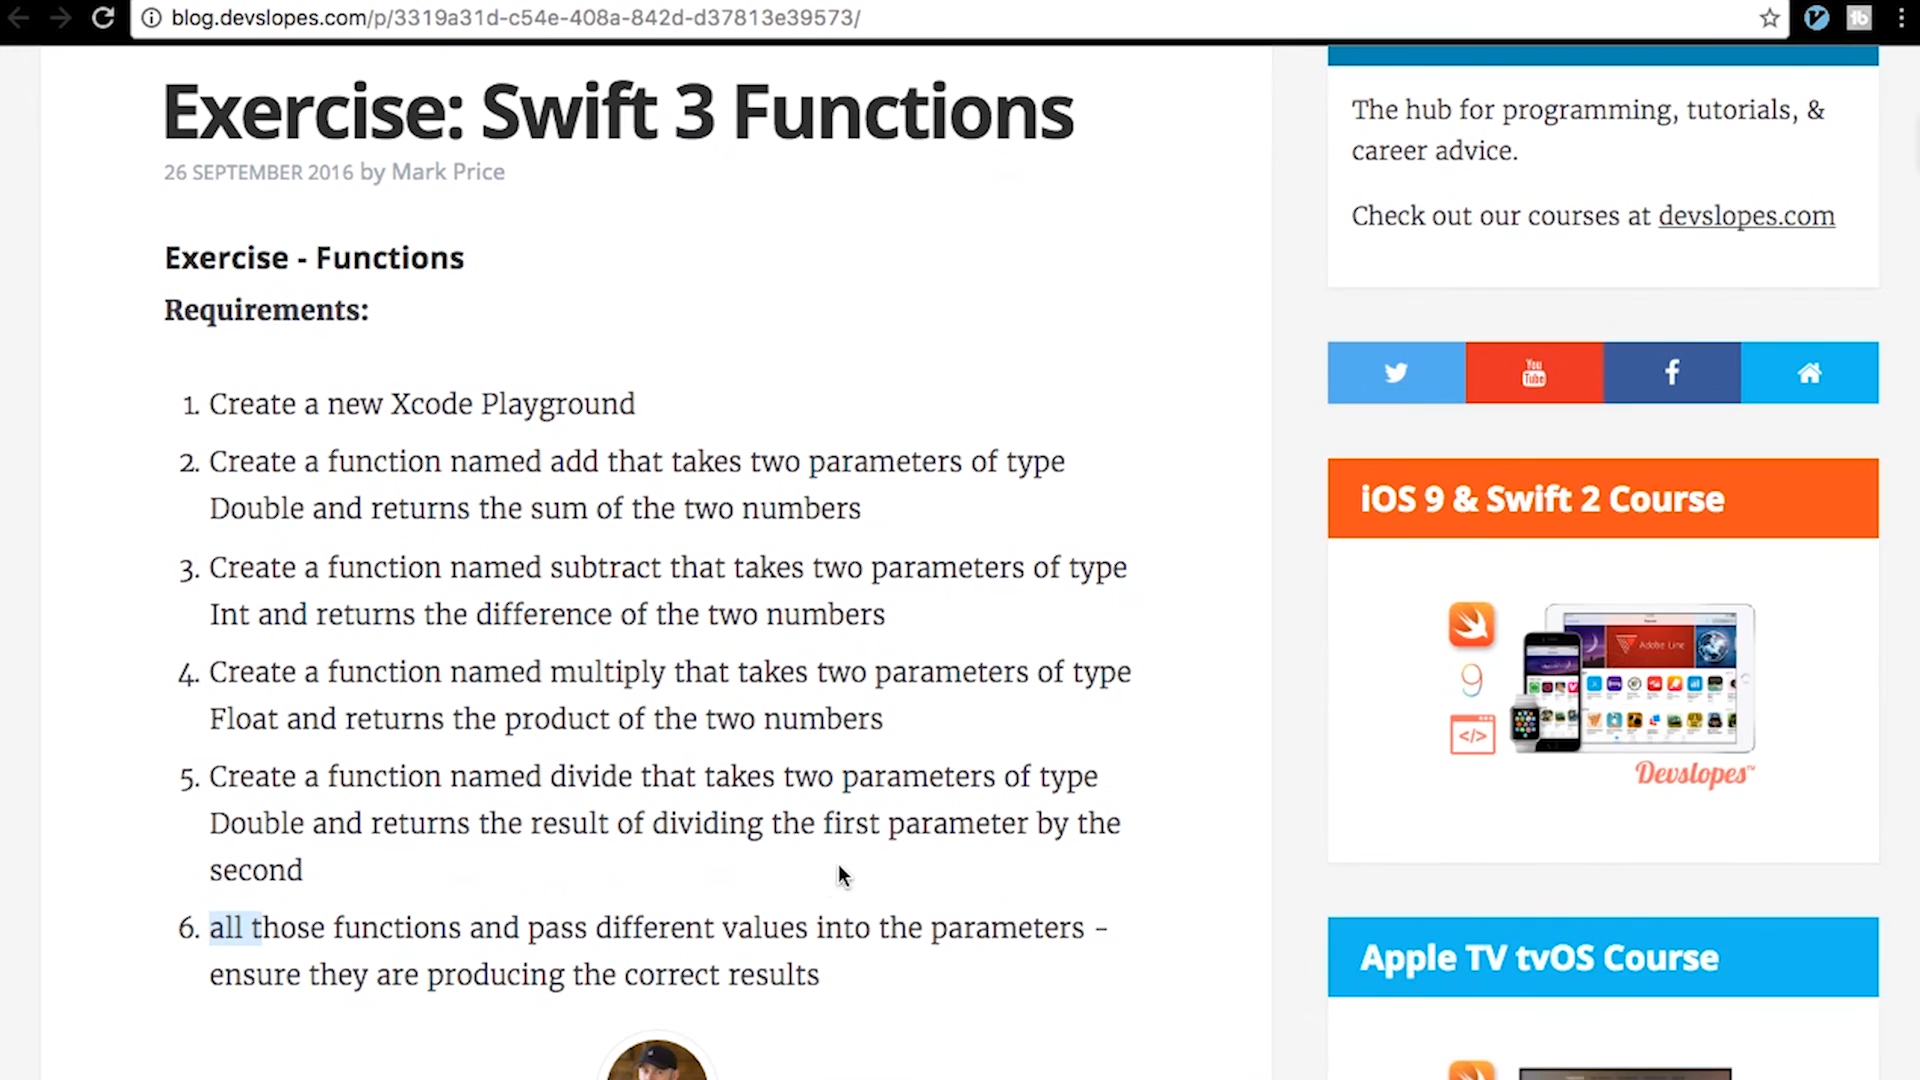 blog.devslopes.com/p/3319a31d-c54e-408a-842d-d37813e39573/
Exercise: Swift 3 Functions
26 SEPTEMBER 2016 by Mark Price
Exercise - Functions
Requirements:
1. Create a new Xcode Playground
2. Create a function named add that takes two parameters of type
Double and returns the sum of the two numbers
3. Create a function named subtract that takes two parameters of type
Int and returns the difference of the two numbers
4. Create a function named multiply that takes two parameters of type
Float and returns the product of the two numbers
5. Create a function named divide that takes two parameters of type
Double and returns the result of dividing the first parameter by the
second
6. all those functions and pass different values into the parameters -
ensure they are producing the correct results
The hub for programming, tutorials, &
career advice.
Check out our courses at devslopes.com
You
Tube
iOS 9 & Swift 2 Course
Adobe Line
9
</>
Devslopes™
Apple TV tvOS Course